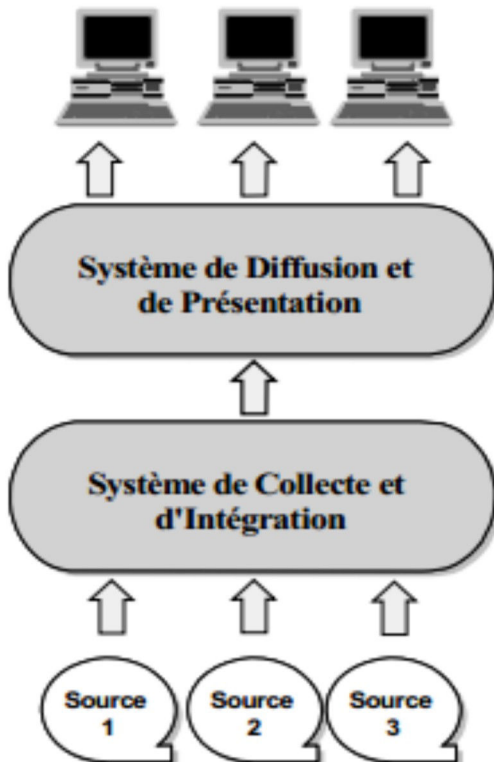 Système de Diffusion et
de Présentation
Système de Collecte et
d'Intégration
Source
1
Source
2
Source
3